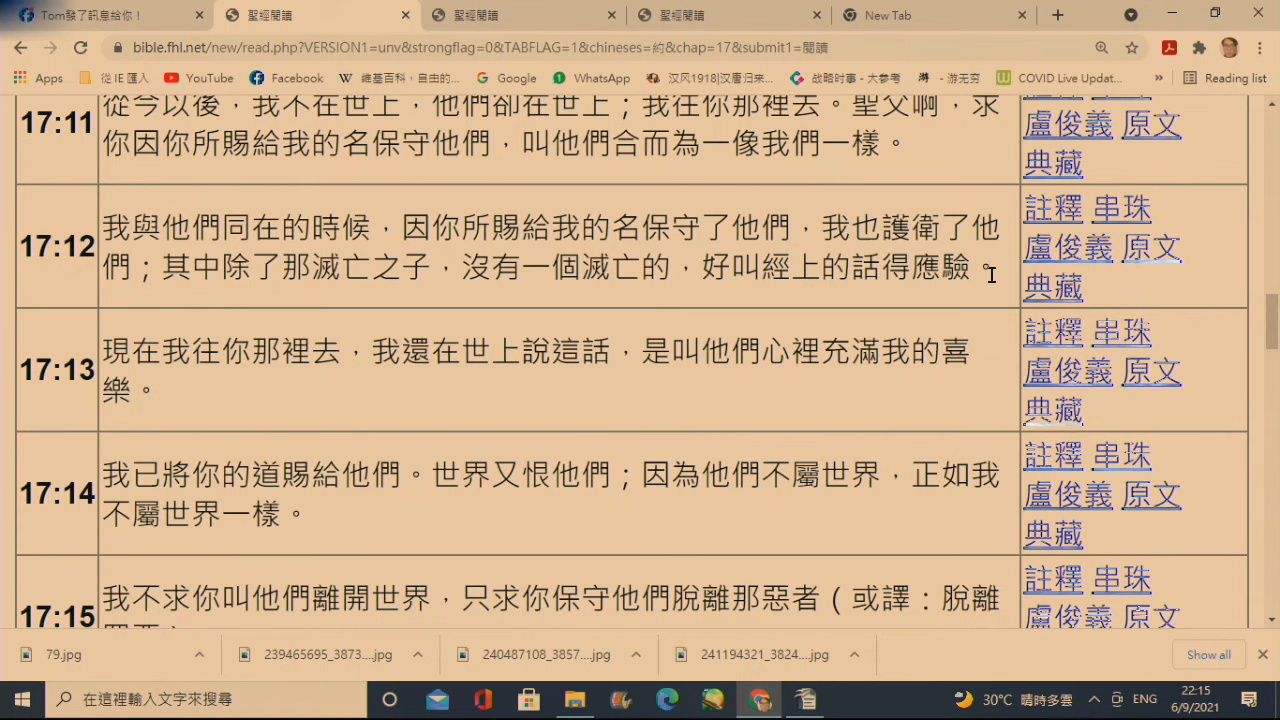 Tom發了訊息給你！
聖經閱讀
聖經閱讀
聖經閱讀
New Tab
bible.fhl.net/new/read.php?VERSION1=unv&strongflag=0&TABFLAG=1&chineses=約&chap=17&submit1=閱讀
Apps
從 IE 匯入
YouTube
Facebook
維基百科，自由的...
Google
WhatsApp
汉风1918|汉唐归来...
战略时事 - 大参考
- 游无穷
COVID Live Updat...
»
Reading list
17:11
從今以後，我不在世上，他們卻在世上；我往你那裡去。聖父啊，求
你因你所賜給我的名保守他們，叫他們合而為一像我們一樣。
盧俊義 原文
典藏
17:12
我與他們同在的時候，因你所賜給我的名保守了他們，我也護衛了他
們；其中除了那滅亡之子，沒有一個滅亡的，好叫經上的話得應驗。
註釋 串珠
盧俊義 原文
典藏
17:13
現在我往你那裡去，我還在世上說這話，是叫他們心裡充滿我的喜
樂。
註釋 串珠
盧俊義 原文
典藏
17:14
我已將你的道賜給他們。世界又恨他們；因為他們不屬世界，正如我
不屬世界一樣。
註釋 串珠
盧俊義 原文
典藏
17:15
我不求你叫他們離開世界，只求你保守他們脫離那惡者（或譯：脫離
註釋 串珠
盧俊義 原文
79.jpg
239465695_3873....jpg
240487108_3857....jpg
241194321_3824....jpg
Show all
在這裡輸入文字來搜尋
30°C 晴時多雲
ENG
22:15
6/9/2021